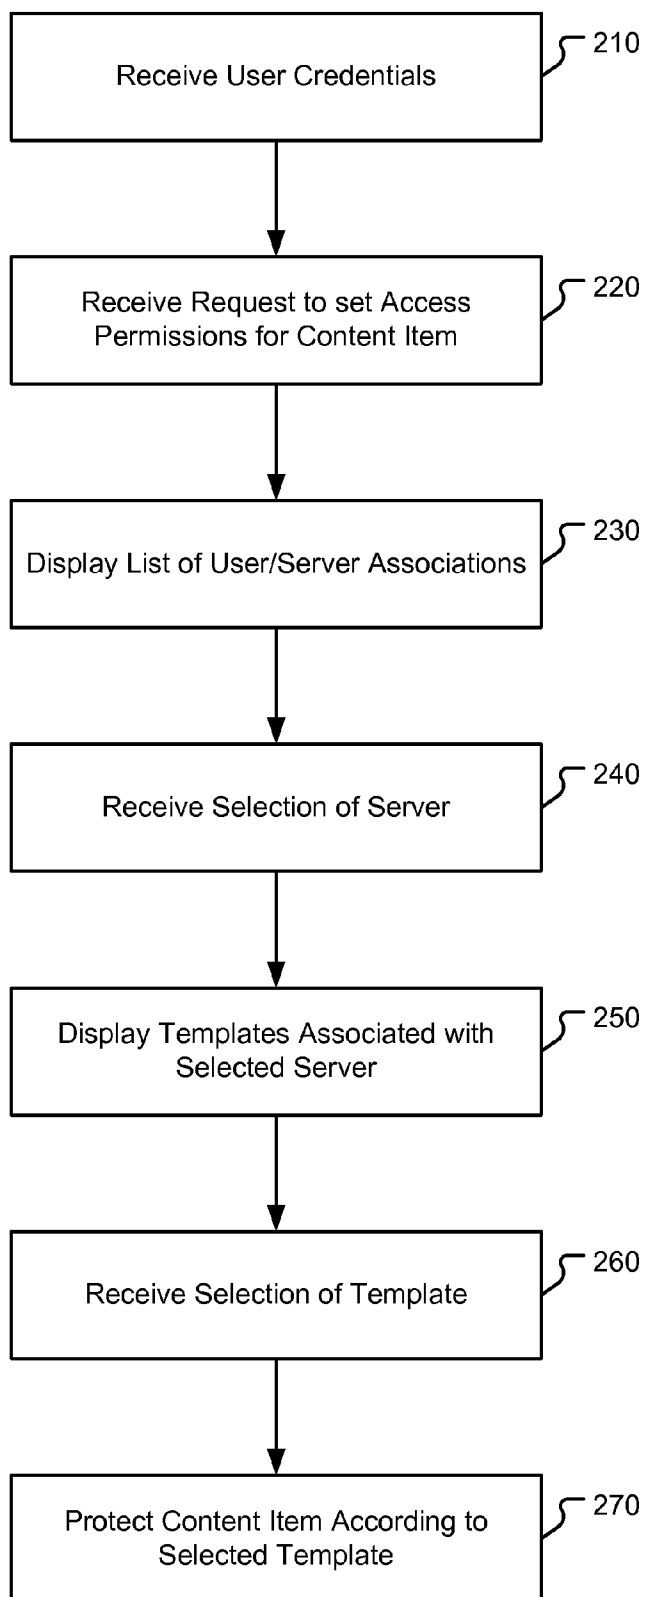 Receive User Credentials
210
Receive Request to set Access
Permissions for Content Item
220
Display List of User/Server Associations
230
Receive Selection of Server
240
Display Templates Associated with
Selected Server
250
Receive Selection of Template
260
Protect Content Item According to
Selected Template
270